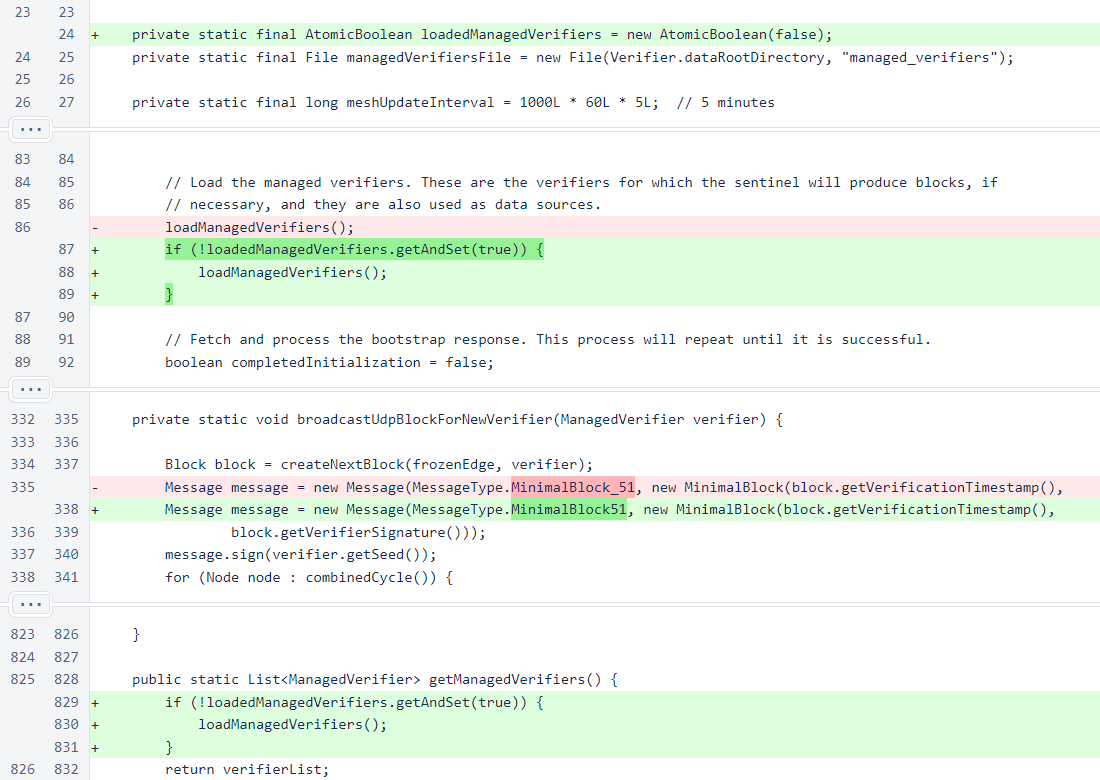 23 23
24 + private static final AtomicBoolean loadedManagedVerifiers = new AtomicBoolean(false);
24 25 private static final File managedVerifiersFile = new File(Verifier.dataRootDirectory, "managed_verifiers");
25 26
26 27 private static final long meshUpdateInterval = 1000L * 60L * 5L;  // 5 minutes
...
83 84
84 85 // Load the managed verifiers. These are the verifiers for which the sentinel will produce blocks, if
85 86 // necessary, and they are also used as data sources.
86 - loadManagedVerifiers();
87 + if (!loadedManagedVerifiers.getAndSet(true)) {
88 + loadManagedVerifiers();
89 + }
87 90
88 91 // Fetch and process the bootstrap response. This process will repeat until it is successful.
89 92 boolean completedInitialization = false;
...
332 335 private static void broadcastUdpBlockForNewVerifier(ManagedVerifier verifier) {
333 336
334 337 Block block = createNextBlock(frozenEdge, verifier);
335 - Message message = new Message(MessageType.MinimalBlock_51, new MinimalBlock(block.getVerificationTimestamp(),
338 + Message message = new Message(MessageType.MinimalBlock51, new MinimalBlock(block.getVerificationTimestamp(),
336 339 block.getVerifierSignature()));
337 340 message.sign(verifier.getSeed());
338 341 for (Node node : combinedCycle()) {
...
823 826 }
824 827
825 828 public static List<ManagedVerifier> getManagedVerifiers() {
829 + if (!loadedManagedVerifiers.getAndSet(true)) {
830 + loadManagedVerifiers();
831 + }
826 832 return verifierList;